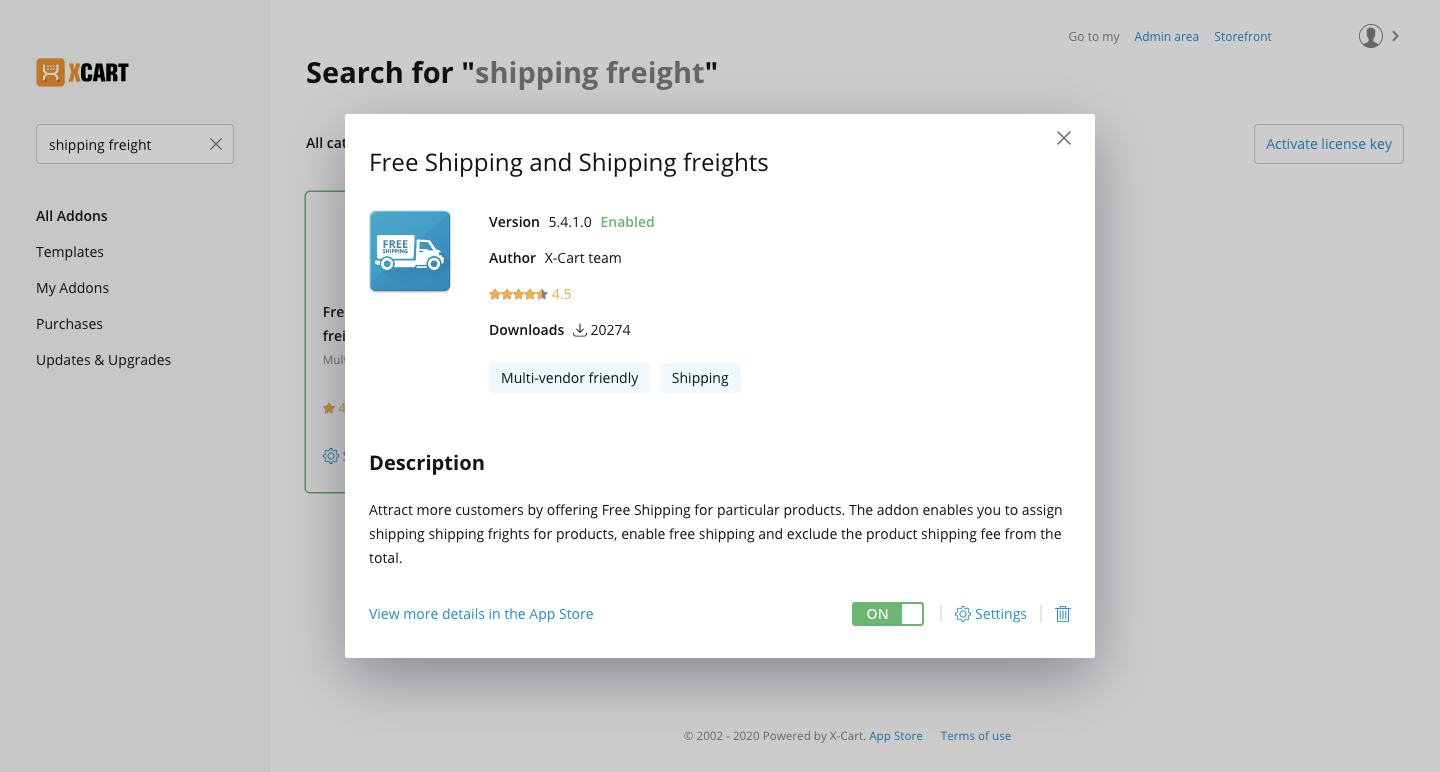 XCART
shipping freight
All Addons
Templates
My Addons
Purchases
Updates & Upgrades
Go to my Admin area Storefront
Search for "shipping freight"
All cat
Activate license key
Fre
frei
Mult
4
Free Shipping and Shipping freights
FREE
SHIPPING
Version 5.4.1.0 Enabled
Author X-Cart team
4.5
Downloads 20274
Multi-vendor friendly Shipping
Description
Attract more customers by offering Free Shipping for particular products. The addon enables you to assign
shipping shipping frights for products, enable free shipping and exclude the product shipping fee from the
total.
View more details in the App Store
ON Settings
© 2002 - 2020 Powered by X-Cart. App Store Terms of use